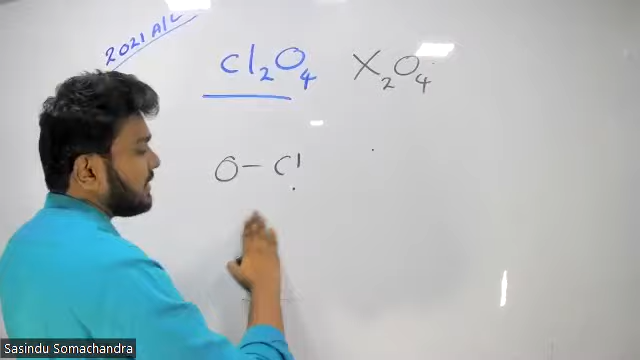 2021 A/L
Cl₂O₄ X₂O₄
O – Cl
Sasindu Somachandra